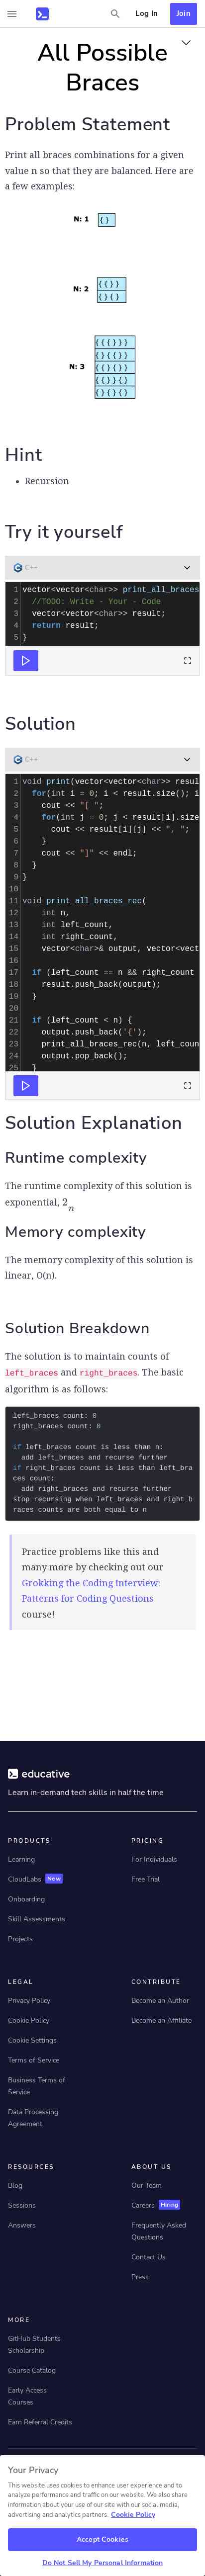 Log In
Join
All Possible
Braces
Problem Statement
Print all braces combinations for a given
value n so that they are balanced. Here are
a few examples:
N: 1
{ }
N: 2
{ { } }
{ } { }
N: 3
{ { { } } }
{ } { { } }
{ { } { } }
{ { } } { }
{ } { } { }
Hint
Recursion
Try it yourself
C++
1 vector<vector<char>> print_all_braces
2 //TODO: Write - Your - Code
3 vector<vector<char>> result;
4 return result;
5 }
Solution
C++
1 void print(vector<vector<char>> resul
2 for(int i = 0; i < result.size(); i
3 cout << "[ ";
4 for(int j = 0; j < result[i].size
5 cout << result[i][j] << ", ";
6 }
7 cout << "]" << endl;
8 }
9 }
10
11 void print_all_braces_rec(
12 int n,
13 int left_count,
14 int right_count,
15 vector<char>& output, vector<vect
16
17 if (left_count == n && right_count
18 result.push_back(output);
19 }
20
21 if (left_count < n) {
22 output.push_back('{');
23 print_all_braces_rec(n, left_coun
24 output.pop_back();
25 }
Solution Explanation
Runtime complexity
The runtime complexity of this solution is
exponential, 2n
Memory complexity
The memory complexity of this solution is
linear, O(n).
Solution Breakdown
The solution is to maintain counts of
left_braces and right_braces. The basic
algorithm is as follows:
left_braces count: 0
right_braces count: 0
if left_braces count is less than n:
add left_braces and recurse further
if right_braces count is less than left_bra
ces count:
add right_braces and recurse further
stop recursing when left_braces and right_b
races counts are both equal to n
Practice problems like this and
many more by checking out our
Grokking the Coding Interview:
Patterns for Coding Questions
course!
educative
Learn in-demand tech skills in half the time
PRODUCTS
Learning
CloudLabs New
Onboarding
Skill Assessments
Projects
PRICING
For Individuals
Free Trial
LEGAL
Privacy Policy
Cookie Policy
Cookie Settings
Terms of Service
Business Terms of
Service
Data Processing
Agreement
CONTRIBUTE
Become an Author
Become an Affiliate
RESOURCES
Blog
Sessions
Answers
ABOUT US
Our Team
Careers Hiring
Frequently Asked
Questions
Contact Us
Press
MORE
GitHub Students
Scholarship
Course Catalog
Early Access
Courses
Earn Referral Credits
Your Privacy
This website uses cookies to enhance user experience and to
analyze performance and traffic on our website. We also share
information about your use of our site with our social media,
advertising and analytics partners. Cookie Policy
Accept Cookies
Do Not Sell My Personal Information